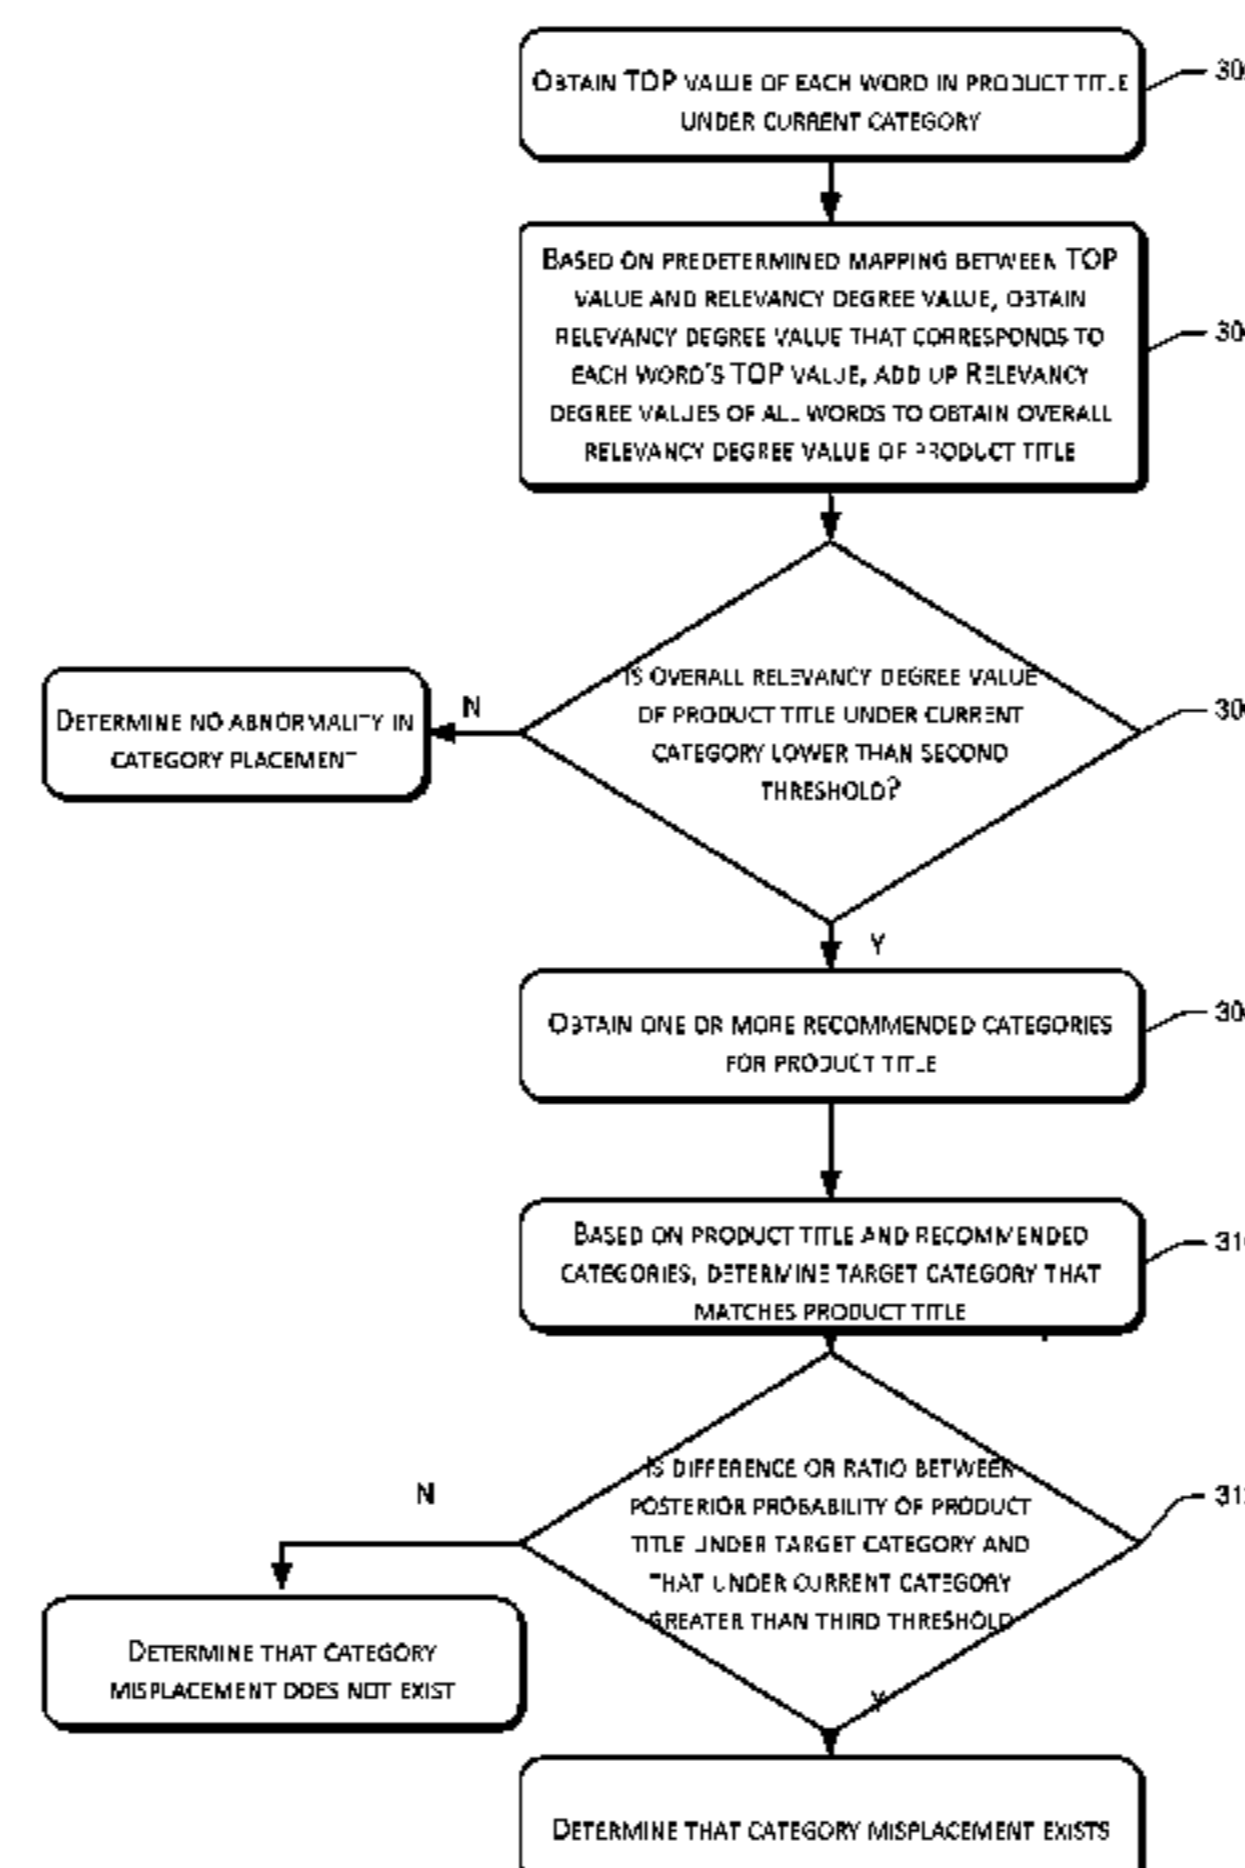 OBTAIN TOP VALUE OF EACH WORD IN PRODUCT TITLE
UNDER CURRENT CATEGORY
30
BASED ON PREDETERMINED MAPPING BETWEEN TOP
VALUE AND RELEVANCY DEGREE VALUE, OBTAIN
RELEVANCY DEGREE VALUE THAT CORRESPONDS TO
EACH WORD'S TOP VALUE, ADD UP RELEVANCY
DEGREE VALUES OF ALL WORDS TO OBTAIN OVERALL
RELEVANCY DEGREE VALUE OF PRODUCT TITLE
30
IS OVERALL RELEVANCY DEGREE VALUE
OF PRODUCT TITLE UNDER CURRENT
CATEGORY LOWER THAN SECOND
THRESHOLD?
30
N
DETERMINE NO ABNORMALITY IN
CATEGORY PLACEMENT
Y
OBTAIN ONE OR MORE RECOMMENDED CATEGORIES
FOR PRODUCT TITLE
30
BASED ON PRODUCT TITLE AND RECOMMENDED
CATEGORIES, DETERMINE TARGET CATEGORY THAT
MATCHES PRODUCT TITLE
31
IS DIFFERENCE OR RATIO BETWEEN
POSTERIOR PROBABILITY OF PRODUCT
TITLE UNDER TARGET CATEGORY AND
THAT UNDER CURRENT CATEGORY
GREATER THAN THIRD THRESHOLD
31
N
DETERMINE THAT CATEGORY
MISPLACEMENT DOES NOT EXIST
Y
DETERMINE THAT CATEGORY MISPLACEMENT EXISTS